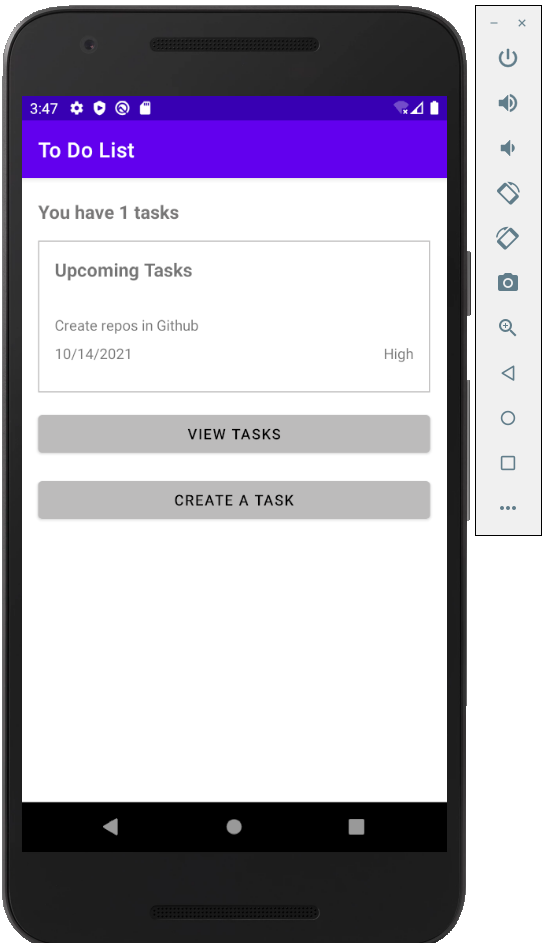 3:47
To Do List
You have 1 tasks
Upcoming Tasks
Create repos in Github
10/14/2021 High
VIEW TASKS
CREATE A TASK